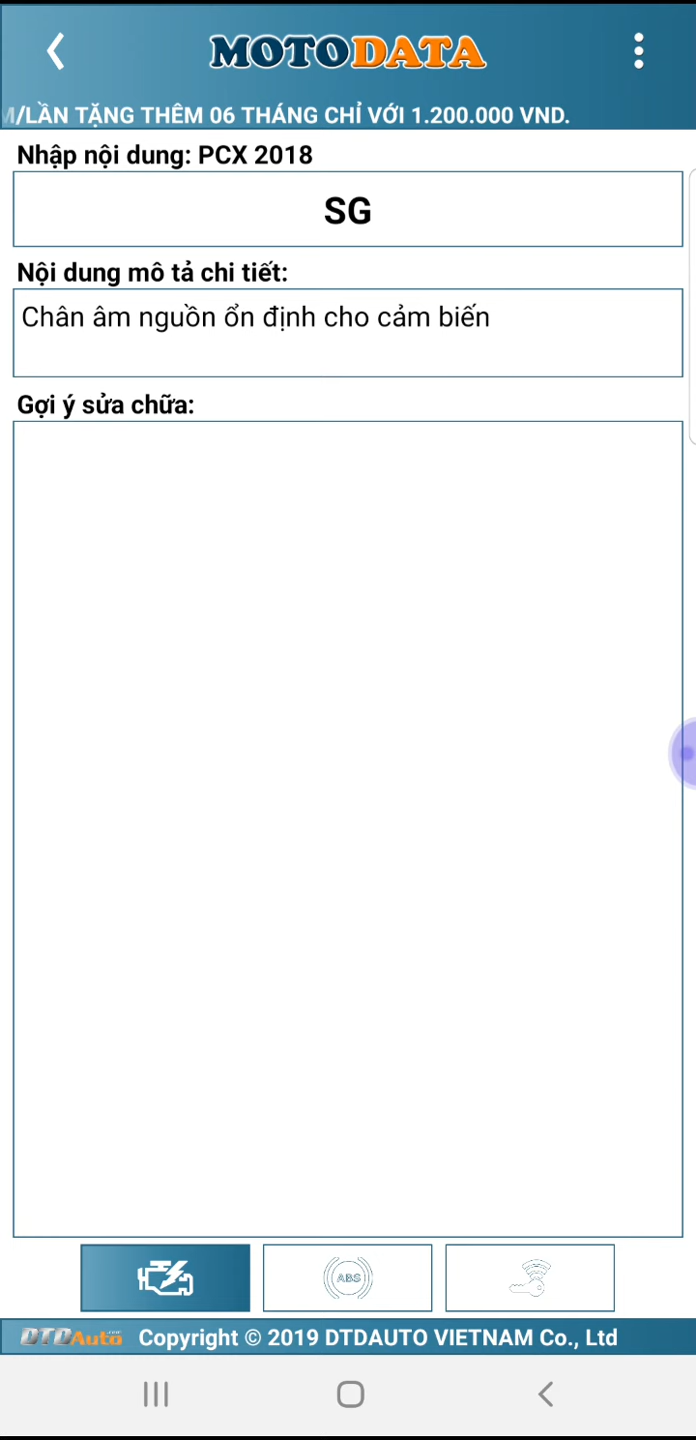 MOTODATA
/LẦN TẶNG THÊM 06 THÁNG CHỈ VỚI 1.200.000 VND.
Nhập nội dung: PCX 2018
SG
Nội dung mô tả chi tiết:
Chân âm nguồn ổn định cho cảm biến
Gợi ý sửa chữa:
ABS
DTDAuto Copyright © 2019 DTDAUTO VIETNAM Co., Ltd